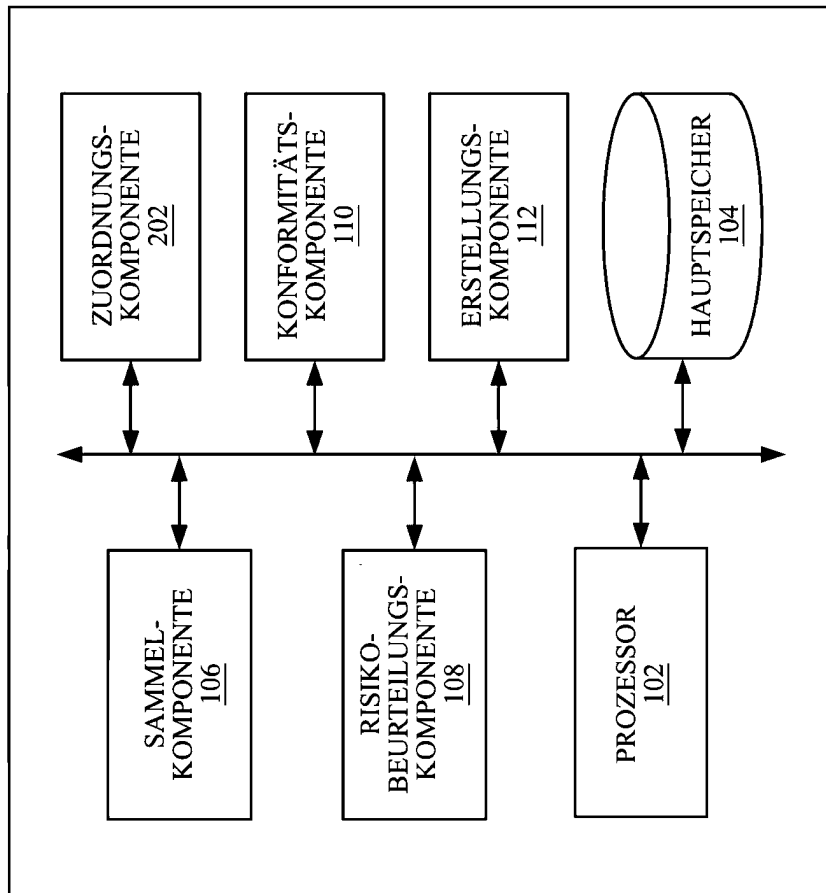 PROZESSOR
102
RISIKO-
BEURTEILUNGS-
KOMPONENTE
108
SAMMEL-
KOMPONENTE
106
HAUPTSPEICHER
104
ERSTELLUNGS-
KOMPONENTE
112
KONFORMITÄTS-
KOMPONENTE
110
ZUORDNUNGS-
KOMPONENTE
202